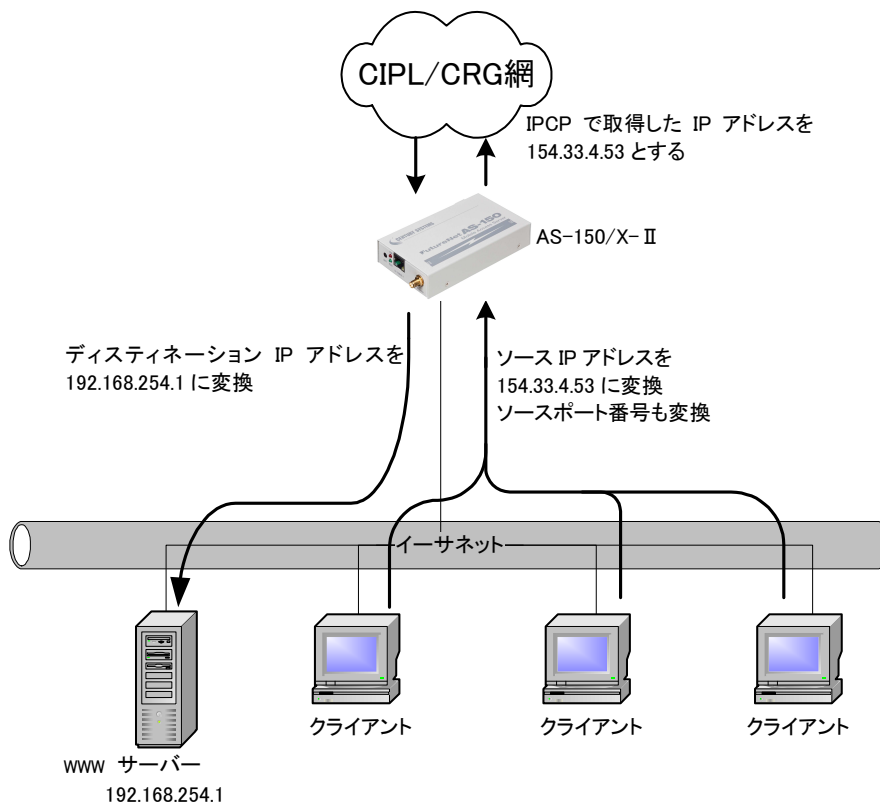 CIPL/CRG網
IPCP で取得した IP アドレスを
154.33.4.53 とする
CENTURY SYSTEMS
FutureNet AS-150
AS-150/X-Ⅱ
ディスティネーション IP アドレスを
192.168.254.1 に変換
ソース IP アドレスを
154.33.4.53 に変換
ソースポート番号も変換
イーサネット
クライアント
クライアント
クライアント
www サーバー
192.168.254.1